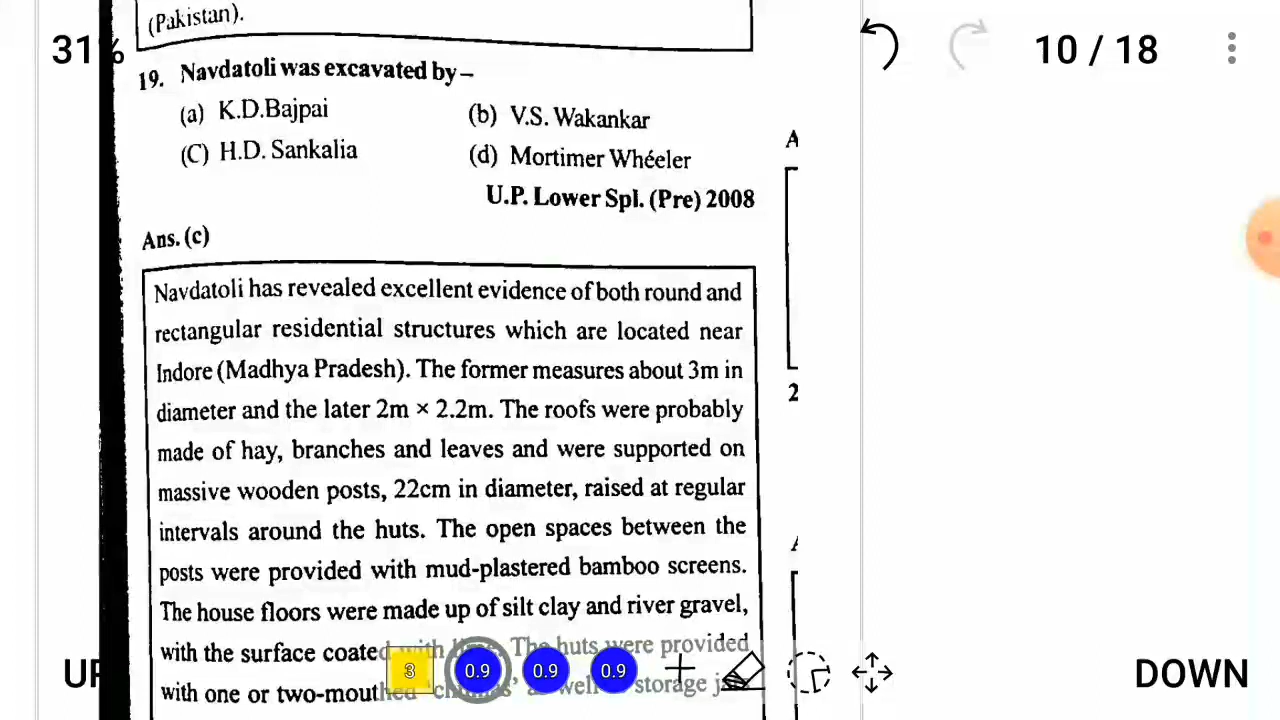 (Pakistan).
31%
10 / 18
19. Navdatoli was excavated by–
(a) K.D.Bajpai
(b) V.S. Wakankar
(C) H.D. Sankalia
(d) Mortimer Whéeler
U.P. Lower Spl. (Pre) 2008
Ans. (c)
Navdatoli has revealed excellent evidence of both round and
rectangular residential structures which are located near
Indore (Madhya Pradesh). The former measures about 3m in
diameter and the later 2m × 2.2m. The roofs were probably
made of hay, branches and leaves and were supported on
massive wooden posts, 22cm in diameter, raised at regular
intervals around the huts. The open spaces between the
posts were provided with mud-plastered bamboo screens.
The house floors were made up of silt clay and river gravel,
with the surface coated with The huts were provided
with one or two-mouthed well storage
A
2
3
0.9
0.9
0.9
DOWN